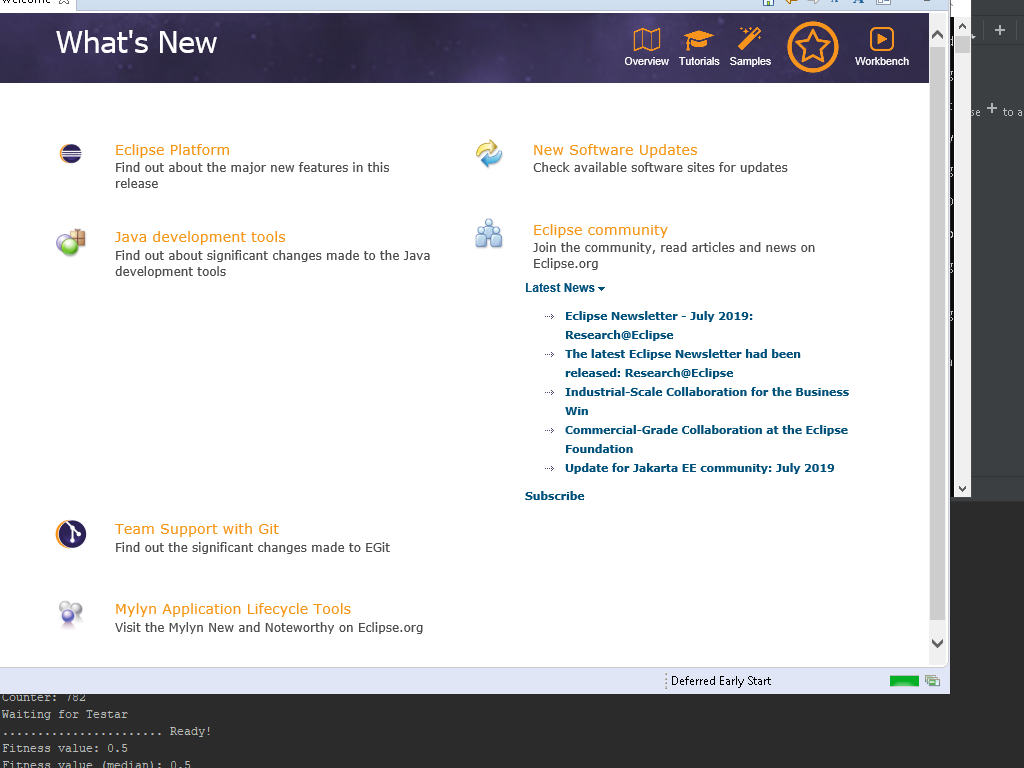 Welcome
What's New
Overview
Tutorials
Samples
Workbench
Eclipse Platform
Find out about the major new features in this
release
Java development tools
Find out about significant changes made to the Java
development tools
New Software Updates
Check available software sites for updates
Eclipse community
Join the community, read articles and news on
Eclipse.org
Latest News
Eclipse Newsletter - July 2019:
Research@Eclipse
The latest Eclipse Newsletter had been
released: Research@Eclipse
Industrial-Scale Collaboration for the Business
Win
Commercial-Grade Collaboration at the Eclipse
Foundation
Update for Jakarta EE community: July 2019
Subscribe
Team Support with Git
Find out the significant changes made to EGit
Mylyn Application Lifecycle Tools
Visit the Mylyn New and Noteworthy on Eclipse.org
to a
Deferred Early Start
Counter: 782
Waiting for Testar
....................... Ready!
Fitness value: 0.5
Fitness value (median): 0.5